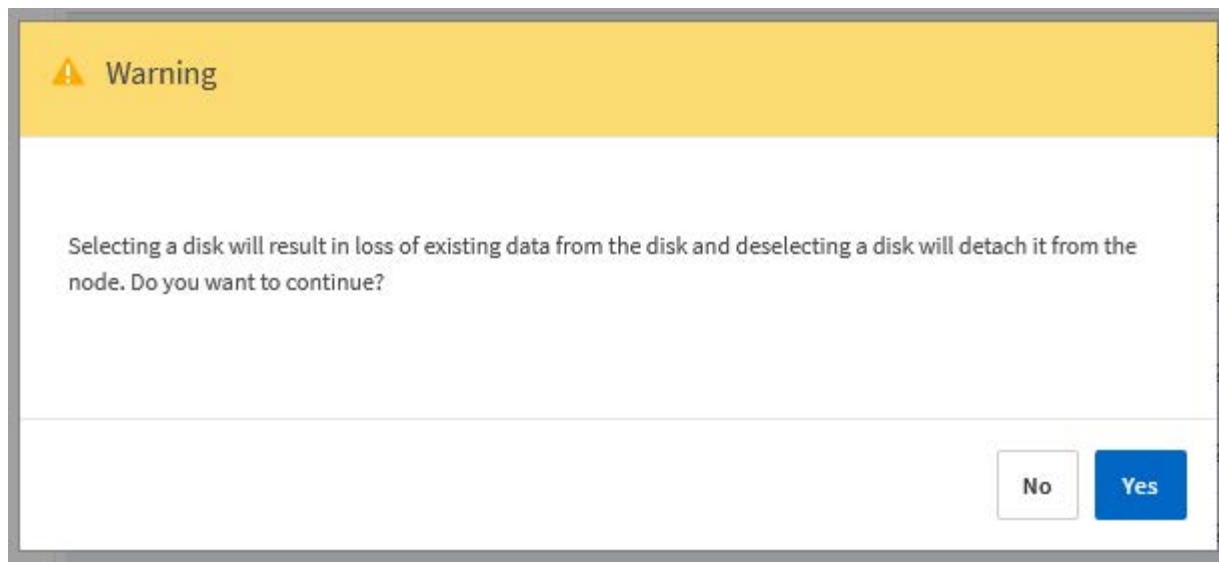 Warning
Selecting a disk will result in loss of existing data from the disk and deselecting a disk will detach it from the
node. Do you want to continue?
No
Yes